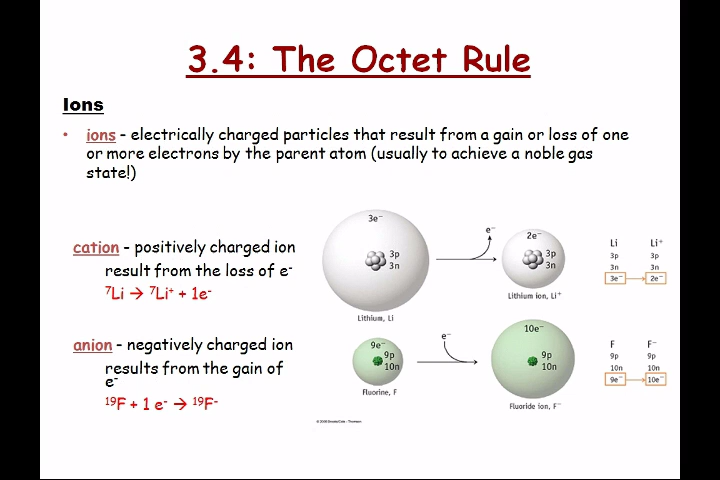 3.4: The Octet Rule
Ions
• ions – electrically charged particles that result from a gain or loss of one
or more electrons by the parent atom (usually to achieve a noble gas
state!)
cation – positively charged ion
result from the loss of e⁻
⁷Li → ⁷Li⁺ + 1e⁻
anion – negatively charged ion
results from the gain of
e⁻
¹⁹F + 1 e⁻ → ¹⁹F⁻
3e⁻
3p
3n
Lithium, Li
e⁻
2e⁻
3p
3n
Lithium ion, Li⁺
Li Li⁺
3p 3p
3n 3n
3e⁻ 2e⁻
9e⁻
9p
10n
Fluorine, F
e⁻
10e⁻
9p
10n
Fluoride ion, F⁻
F F⁻
9p 9p
10n 10n
9e⁻ 10e⁻
© 2006 Brooks/Cole - Thomson